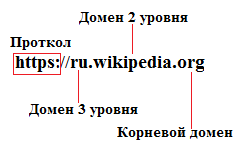 Домен 2 уровня
Проткол
https://ru.wikipedia.org
Домен 3 уровня
Корневой домен